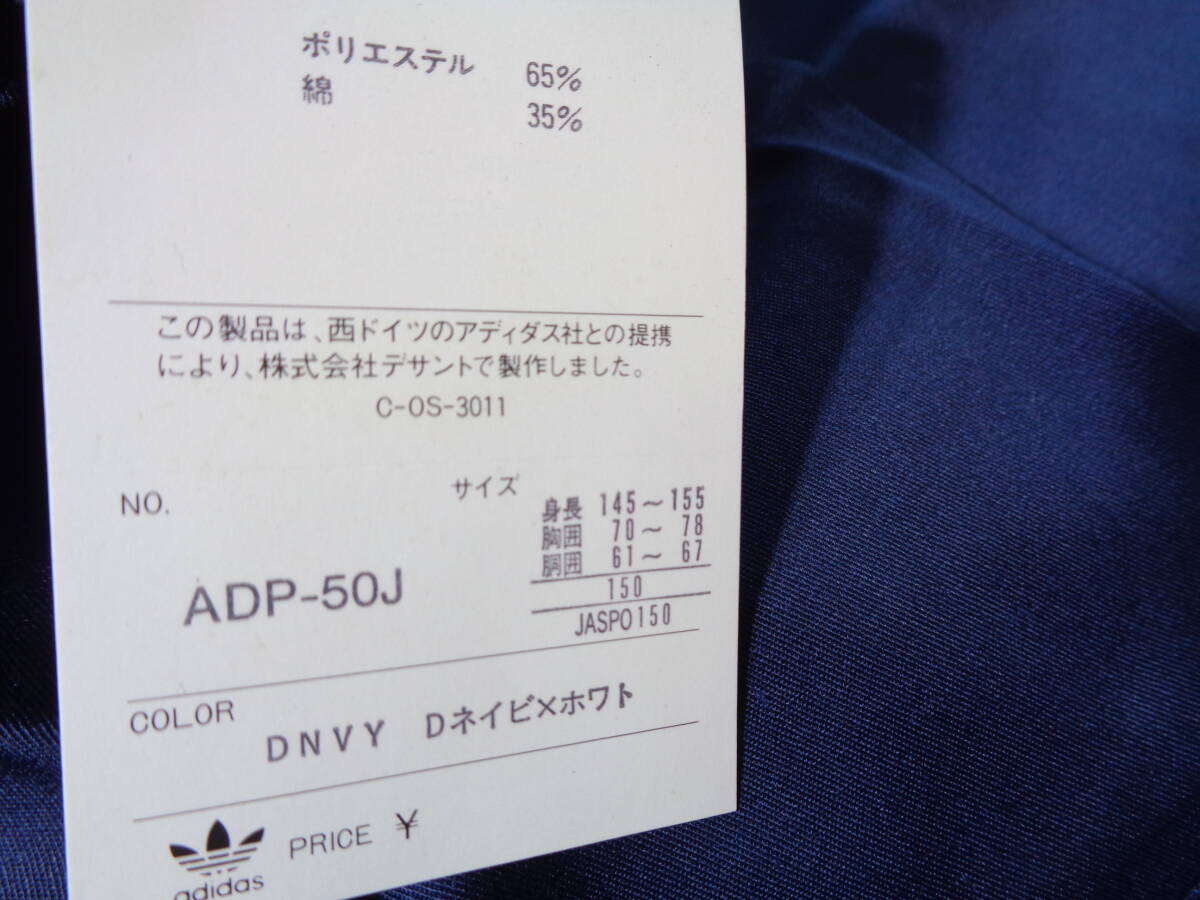 ポリエステル 65%
綿 35%
この製品は、西ドイツのアディダス社との提携
により、株式会社デサントで製作しました。
C-OS-3011
NO.
サイズ
身長 145～155
胸囲 70～ 78
胴囲 61～ 67
150
ADP-50J
JASPO150
COLOR
DNVY Dネイビ×ホワト
PRICE ¥
adidas